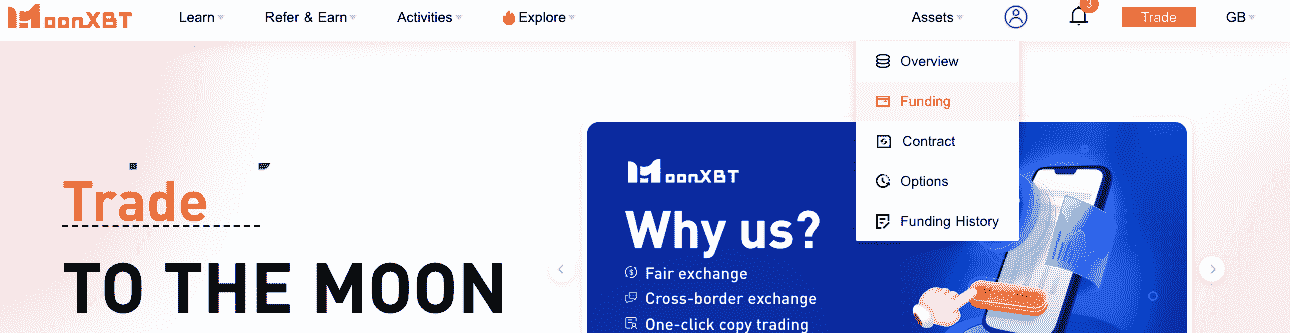 MoonXBT Learn Refer & Earn Activities Explore Assets 3 Trade GB
Overview
Funding
Contract
Options
Funding History
Trade
TO THE MOON
MoonXBT
Why us?
Fair exchange
Cross-border exchange
One-click copy trading